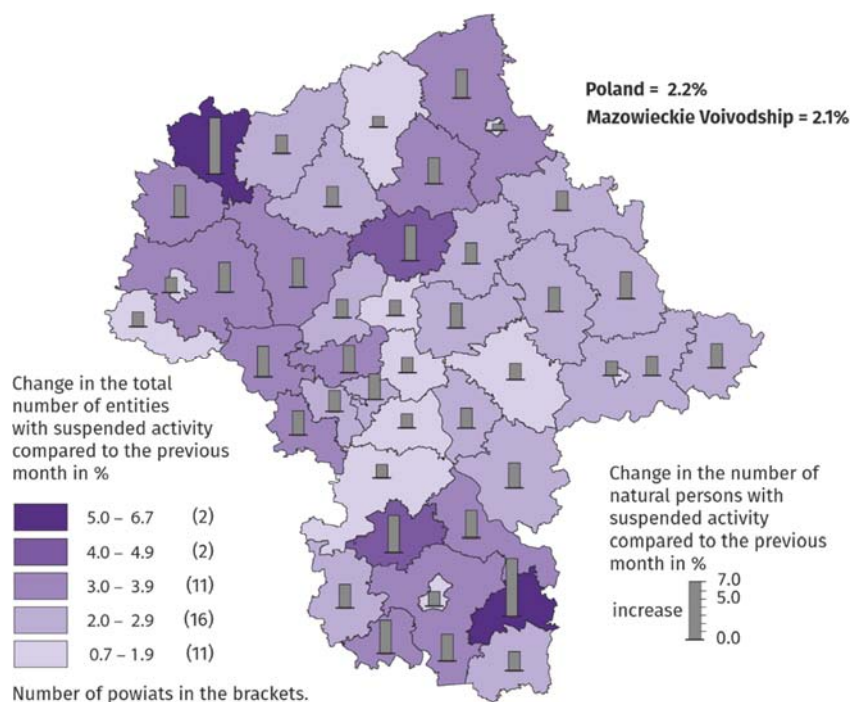 Poland = 2.2%
Mazowieckie Voivodship = 2.1%
Change in the total
number of entities
with suspended activity
compared to the previous
month in %
5.0 – 6.7 (2)
4.0 – 4.9 (2)
3.0 – 3.9 (11)
2.0 – 2.9 (16)
0.7 – 1.9 (11)
Number of powiats in the brackets.
Change in the number of
natural persons with
suspended activity
compared to the previous
month in %
7.0
5.0
increase
0.0